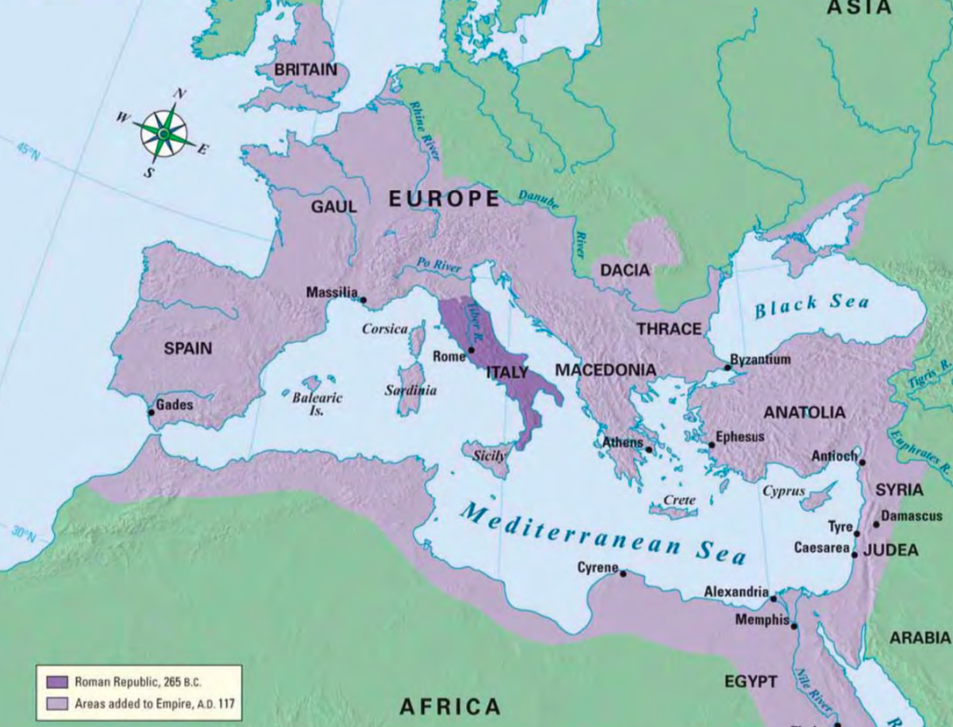 ASIA
BRITAIN
N
W
E
S
45°N
Rhine River
EUROPE
GAUL
Danube
River
DACIA
Po River
Massilia
Black Sea
Corsica
Tiber R.
THRACE
SPAIN
Rome
ITALY
MACEDONIA
Byzantium
Tigris R.
Balearic
Is.
Sardinia
Gades
ANATOLIA
Athens
Ephesus
Euphrates R.
Sicily
Antioch
Crete
Cyprus
SYRIA
Mediterranean Sea
Damascus
Tyre
30°N
Caesarea
JUDEA
Cyrene
Alexandria
Memphis
ARABIA
Roman Republic, 265 B.C.
Areas added to Empire, A.D. 117
EGYPT
Nile River
AFRICA